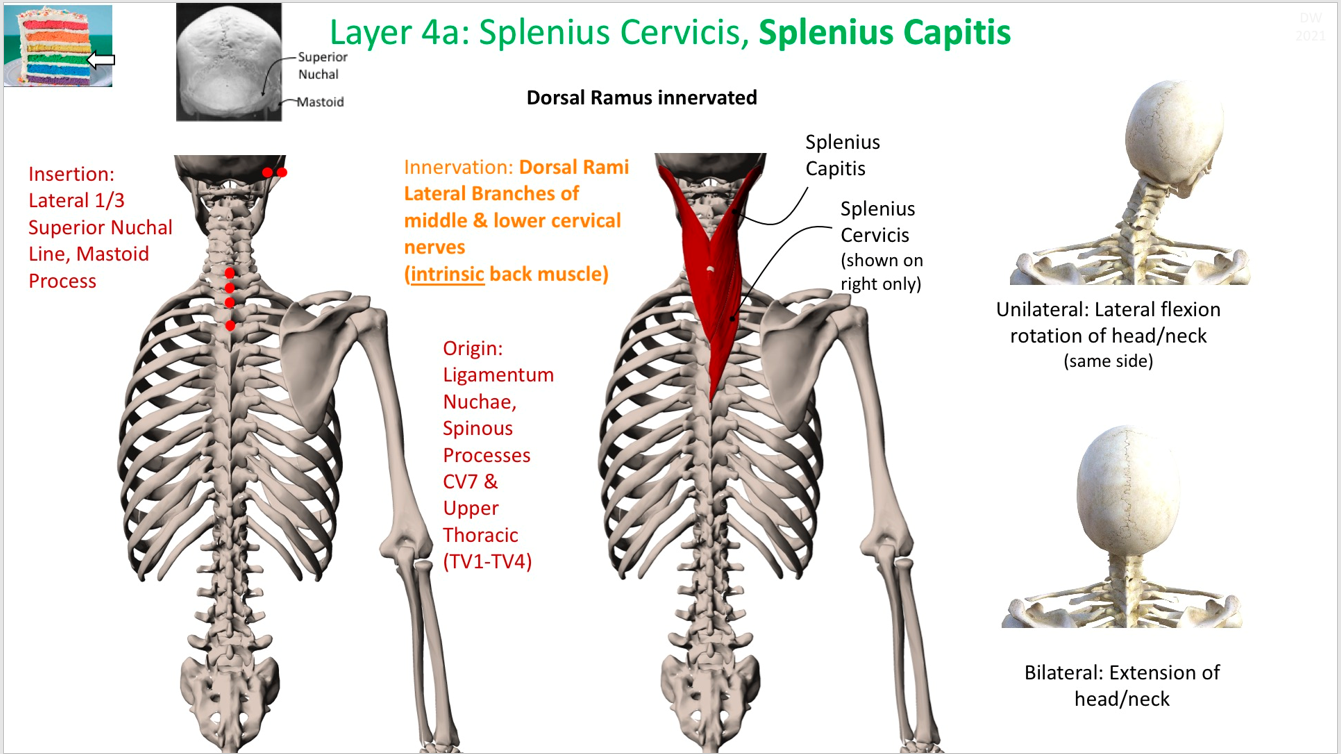 Layer 4a: Splenius Cervicis, Splenius Capitis
DW
2021
Superior
Nuchal
Mastoid
Dorsal Ramus innervated
Insertion:
Lateral 1/3
Superior Nuchal
Line, Mastoid
Process
Innervation: Dorsal Rami
Lateral Branches of
middle & lower cervical
nerves
(intrinsic back muscle)
Origin:
Ligamentum
Nuchae,
Spinous
Processes
CV7 &
Upper
Thoracic
(TV1-TV4)
Splenius
Capitis
Splenius
Cervicis
(shown on
right only)
Unilateral: Lateral flexion
rotation of head/neck
(same side)
Bilateral: Extension of
head/neck